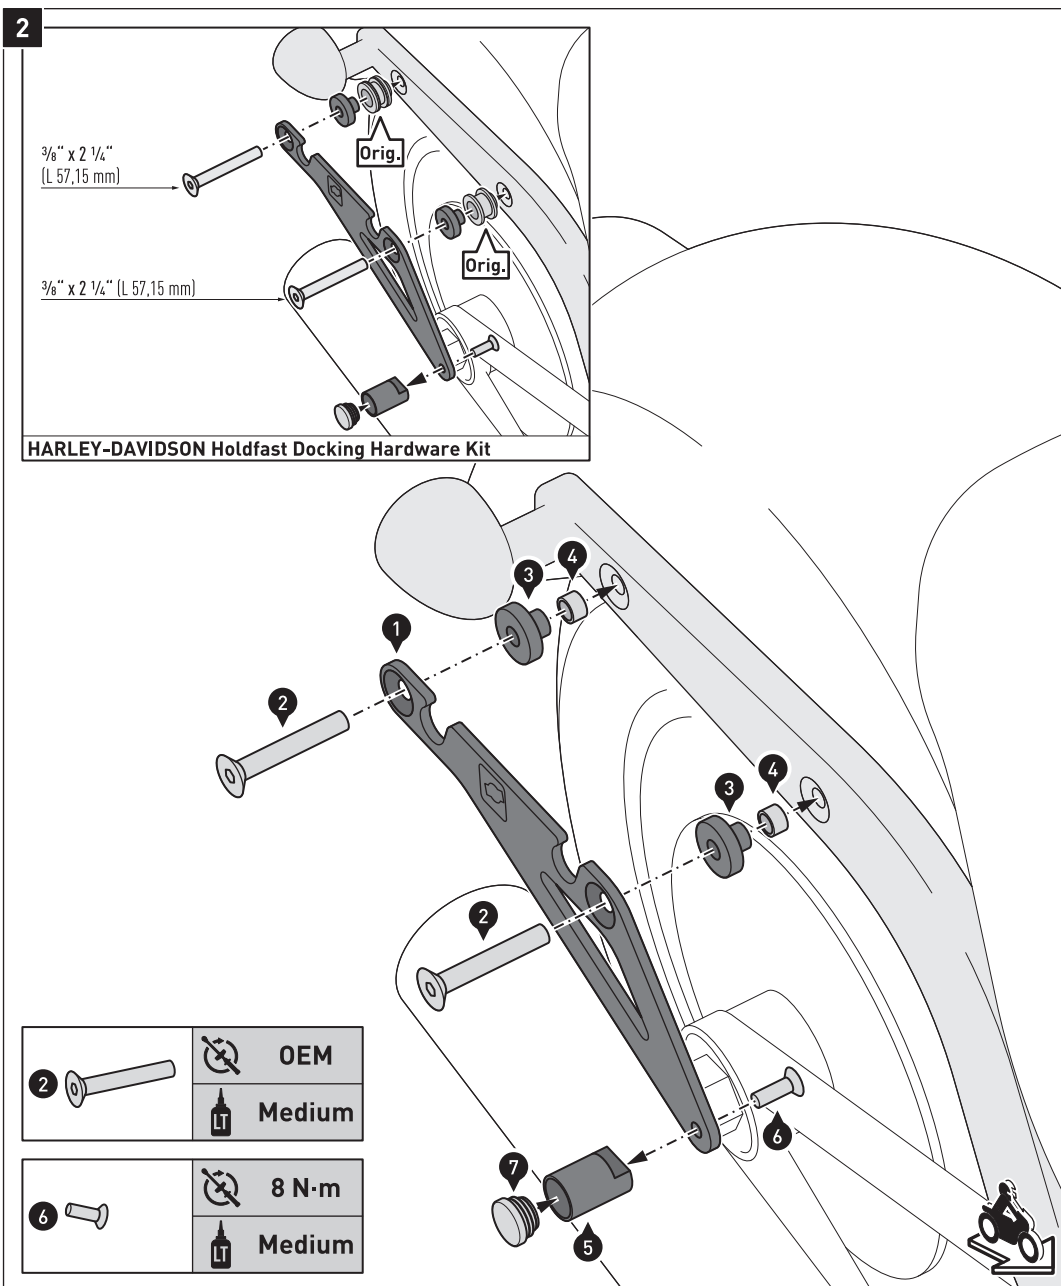 2
³/₈“ x 2 ¹/₄“
(L 57,15 mm)
Orig.
Orig.
³/₈“ x 2 ¹/₄“ (L 57,15 mm)
HARLEY-DAVIDSON Holdfast Docking Hardware Kit
4
3
1
2
4
3
2
6
7
5
2
OEM
LT
Medium
6
8 N·m
LT
Medium